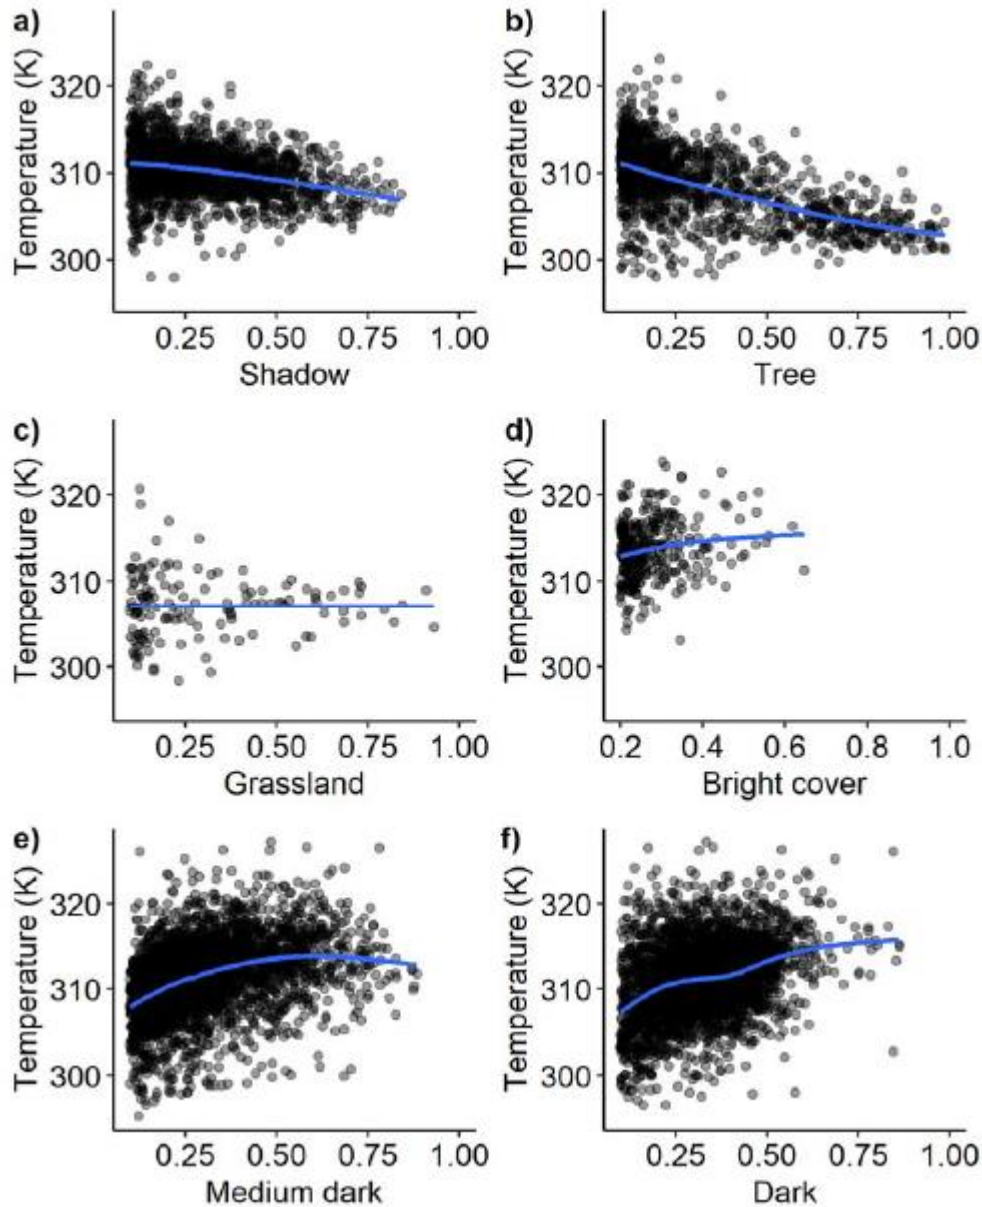 a)
Temperature (K)
320
310
300
0.25 0.50 0.75 1.00
Shadow
b)
Temperature (K)
320
310
300
0.25 0.50 0.75 1.00
Tree
c)
Temperature (K)
320
310
300
0.25 0.50 0.75 1.00
Grassland
d)
Temperature (K)
320
310
300
0.2 0.4 0.6 0.8 1.0
Bright cover
e)
Temperature (K)
320
310
300
0.25 0.50 0.75 1.00
Medium dark
f)
Temperature (K)
320
310
300
0.25 0.50 0.75 1.00
Dark